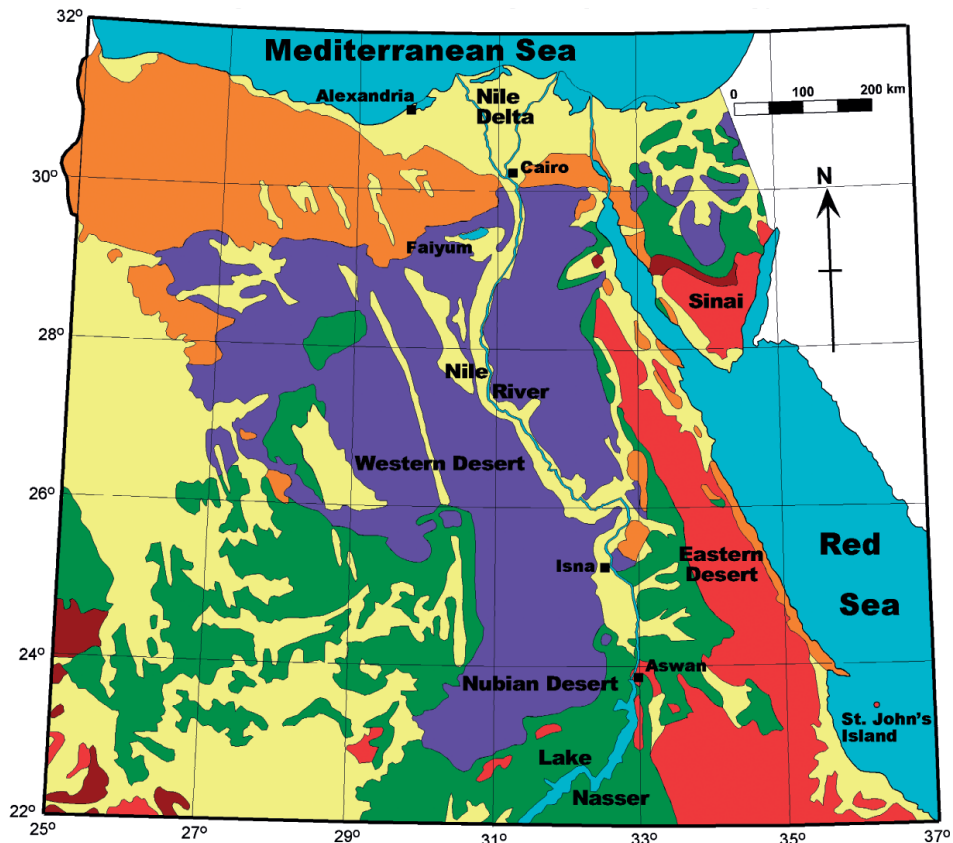 32º
Mediterranean Sea
Alexandria
Nile
Delta
0 100 200 km
Cairo
30º
N
Faiyum
Sinai
28º
Nile
River
Western Desert
26º
Red
Sea
Eastern
Desert
Isna
24º
Aswan
Nubian Desert
St. John's
Island
Lake
Nasser
22º
25º 27º 29º 31º 33º 35º 37º